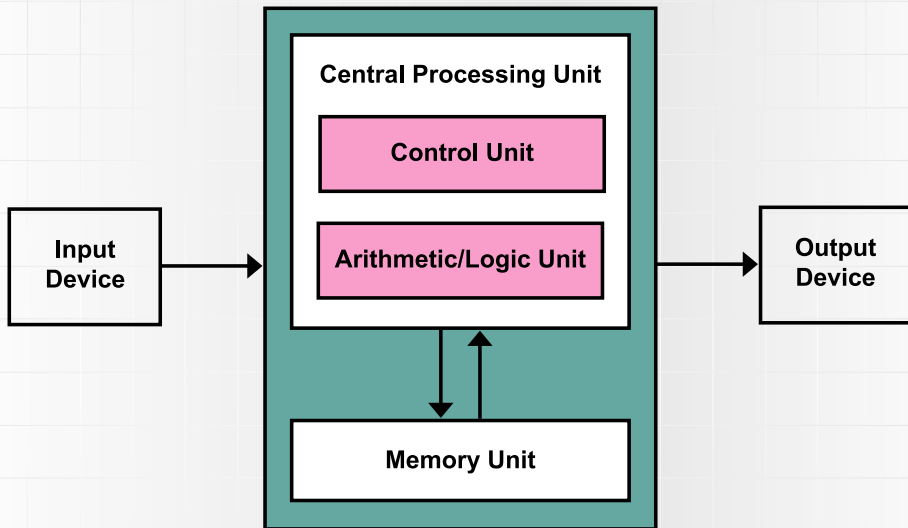 Central Processing Unit
Control Unit
Arithmetic/Logic Unit
Input
Device
Output
Device
Memory Unit